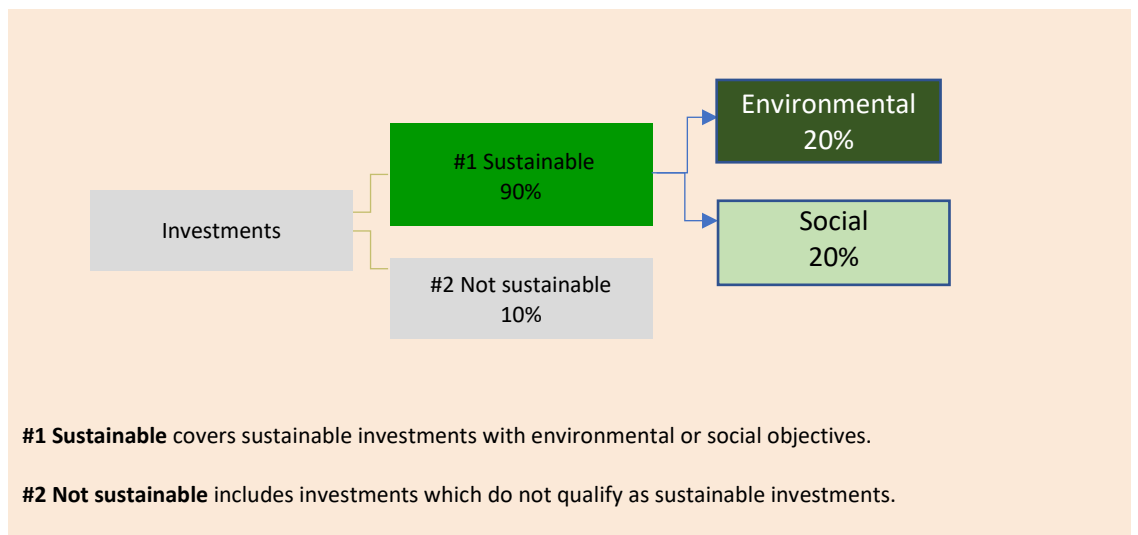 Investments
#1 Sustainable
90%
#2 Not sustainable
10%
Environmental
20%
Social
20%
#1 Sustainable covers sustainable investments with environmental or social objectives.
#2 Not sustainable includes investments which do not qualify as sustainable investments.